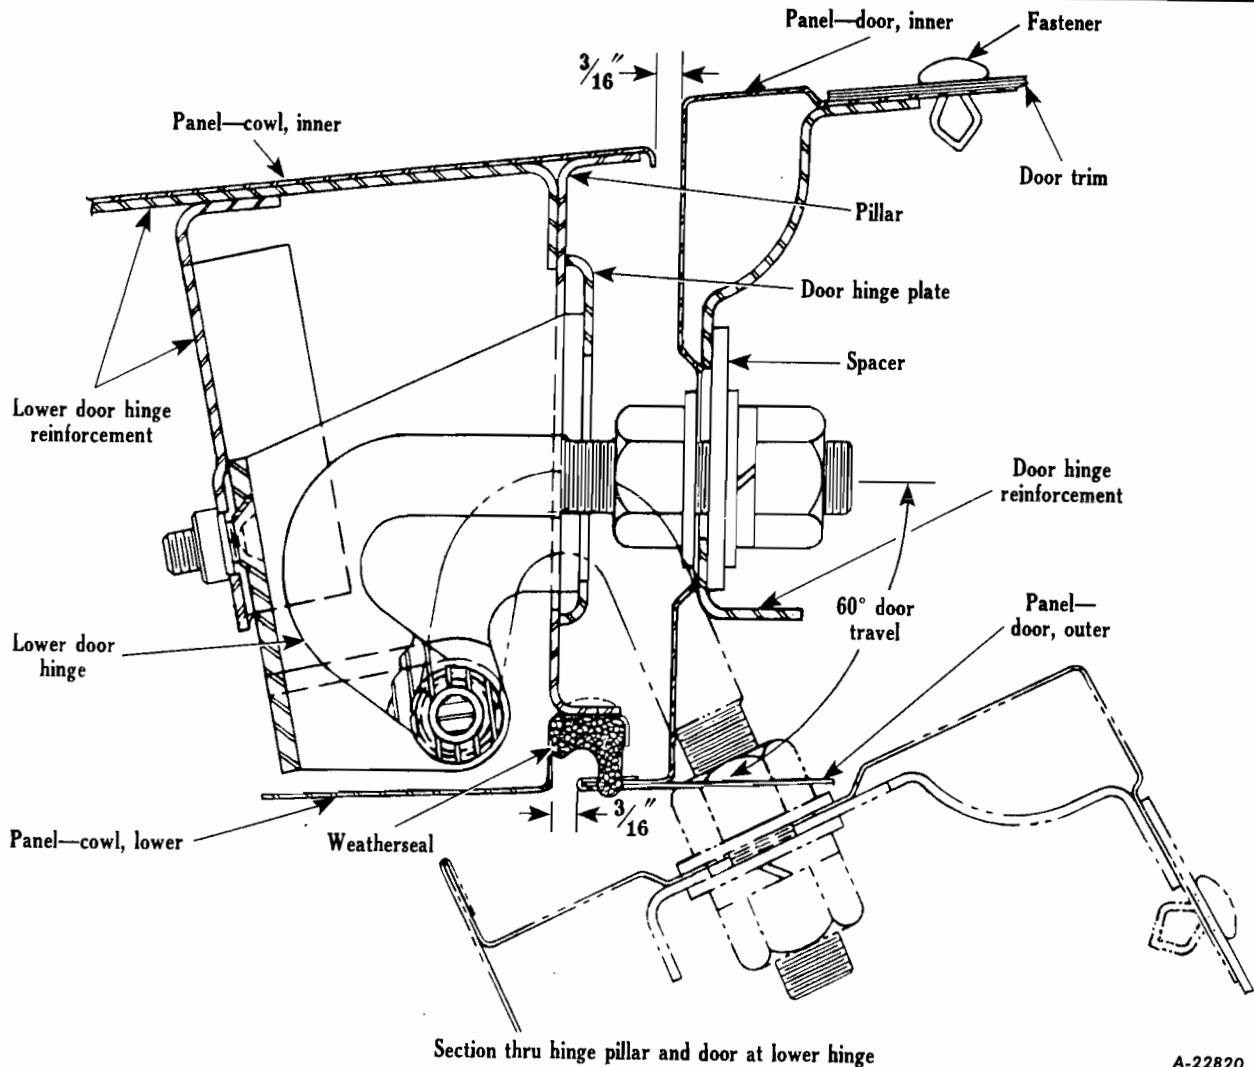 Panel—door, inner
Fastener
3/16"
Panel—cowl, inner
Door trim
Pillar
Door hinge plate
Spacer
Lower door hinge
reinforcement
Door hinge
reinforcement
60° door
travel
Panel—
door, outer
Lower door
hinge
3/16"
Panel—cowl, lower
Weatherseal
Section thru hinge pillar and door at lower hinge
A-22820